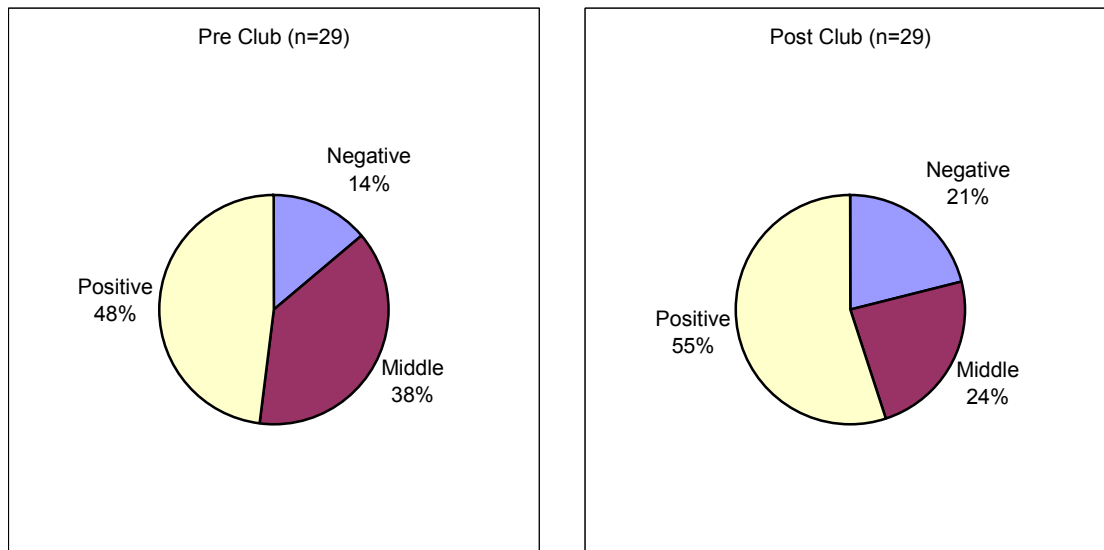 Pre Club (n=29)
Negative
14%
Positive
48%
Middle
38%
Post Club (n=29)
Negative
21%
Positive
55%
Middle
24%